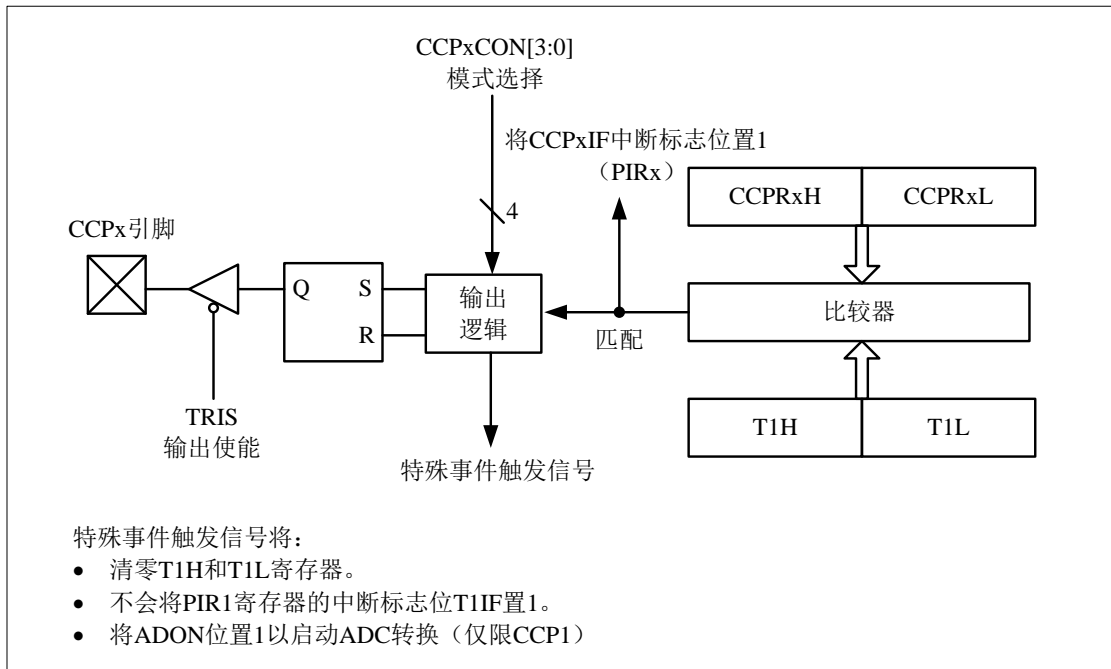 CCPxCON[3:0]
模式选择
将CCPxIF中断标志位置1
（PIRx）
4
CCPRxH
CCPRxL
CCPx引脚
Q
S
R
输出
逻辑
匹配
比较器
TRIS
输出使能
T1H
T1L
特殊事件触发信号
特殊事件触发信号将：
• 清零T1H和T1L寄存器。
• 不会将PIR1寄存器的中断标志位T1IF置1。
• 将ADON位置1以启动ADC转换（仅限CCP1）